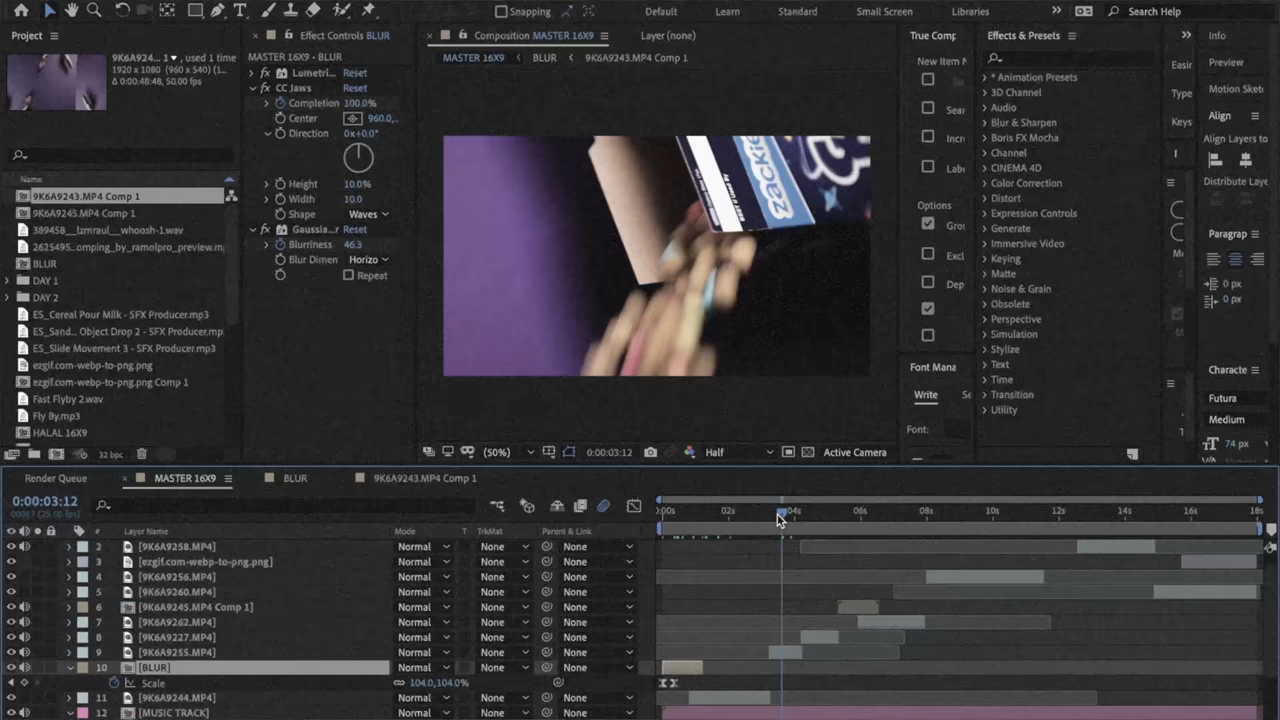 Snapping
Default
Learn
Standard
Small Screen
Libraries
Search Help
Project
9K6A924... 1▾, used 1 time
1920 x 1080 (960 x 540) (1...
Δ 0:00:48:48, 50.00 fps
Name
9K6A9243.MP4 Comp 1
9K6A9245.MP4 Comp 1
389458__lzmraul__whoosh-1.wav
2625495...omping_by_ramolpro_preview.m
BLUR
DAY 1
DAY 2
ES_Cereal Pour Milk - SFX Producer.mp3
ES_Sand... Object Drop 2 - SFX Producer.mp
ES_Slide Movement 3 - SFX Producer.mp3
ezgif.com-webp-to-png.png
ezgif.com-webp-to-png.png Comp 1
Fast Flyby 2.wav
Fly By.mp3
HALAL 16X9
32 bpc
Effect Controls BLUR
MASTER 16X9 • BLUR
fx Lumetri... Reset
fx CC Jaws Reset
Completion 100.0%
Center 960.0,..
Direction 0x+0.0°
Height 10.0%
Width 10.0
Shape Waves
fx Gaussia... Reset
Blurriness 46.3
Blur Dimen Horizo
Repeat
Composition MASTER 16X9
Layer (none)
MASTER 16X9 ‹ BLUR ‹ 9K6A9243.MP4 Comp 1
zackie
(50%)
0:00:03:12
Half
Active Camera
True Comp
New Item N
Sea
Incr
Lab
Options
Gro
Excl
Dep
Font Mana
Write
Font:
Effects & Presets
* Animation Presets
3D Channel
Audio
Blur & Sharpen
Boris FX Mocha
Channel
CINEMA 4D
Color Correction
Distort
Expression Controls
Generate
Immersive Video
Keying
Matte
Noise & Grain
Obsolete
Perspective
Simulation
Stylize
Text
Time
Transition
Utility
Easir
Type
Keys
Info
Preview
Motion Sket
Align
Align Layers to
Distribute Laye
Paragraph
0 px
0 px
Characte
Futura
Medium
74 px
Render Queue
MASTER 16X9
BLUR
9K6A9243.MP4 Comp 1
0:00:03:12
# Layer Name Mode T TrkMat Parent & Link
:00s 02s 04s 06s 08s 10s 12s 14s 16s 18s
2 [9K6A9258.MP4] Normal None None
3 [ezgif.com-webp-to-png.png] Normal None None
4 [9K6A9256.MP4] Normal None None
5 [9K6A9260.MP4] Normal None None
6 [9K6A9245.MP4 Comp 1] Normal None None
7 [9K6A9262.MP4] Normal None None
8 [9K6A9227.MP4] Normal None None
9 [9K6A9255.MP4] Normal None None
10 [BLUR] Normal None None
Scale 104.0,104.0%
11 [9K6A9244.MP4] Normal None None
12 [MUSIC TRACK] Normal None None